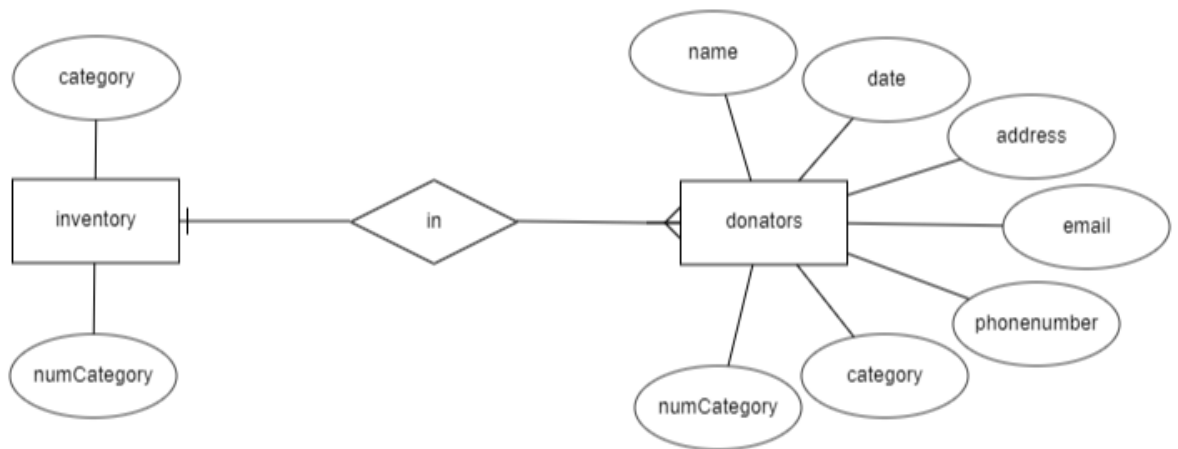 name
category
date
address
inventory
in
donators
email
phonenumber
numCategory
category
numCategory